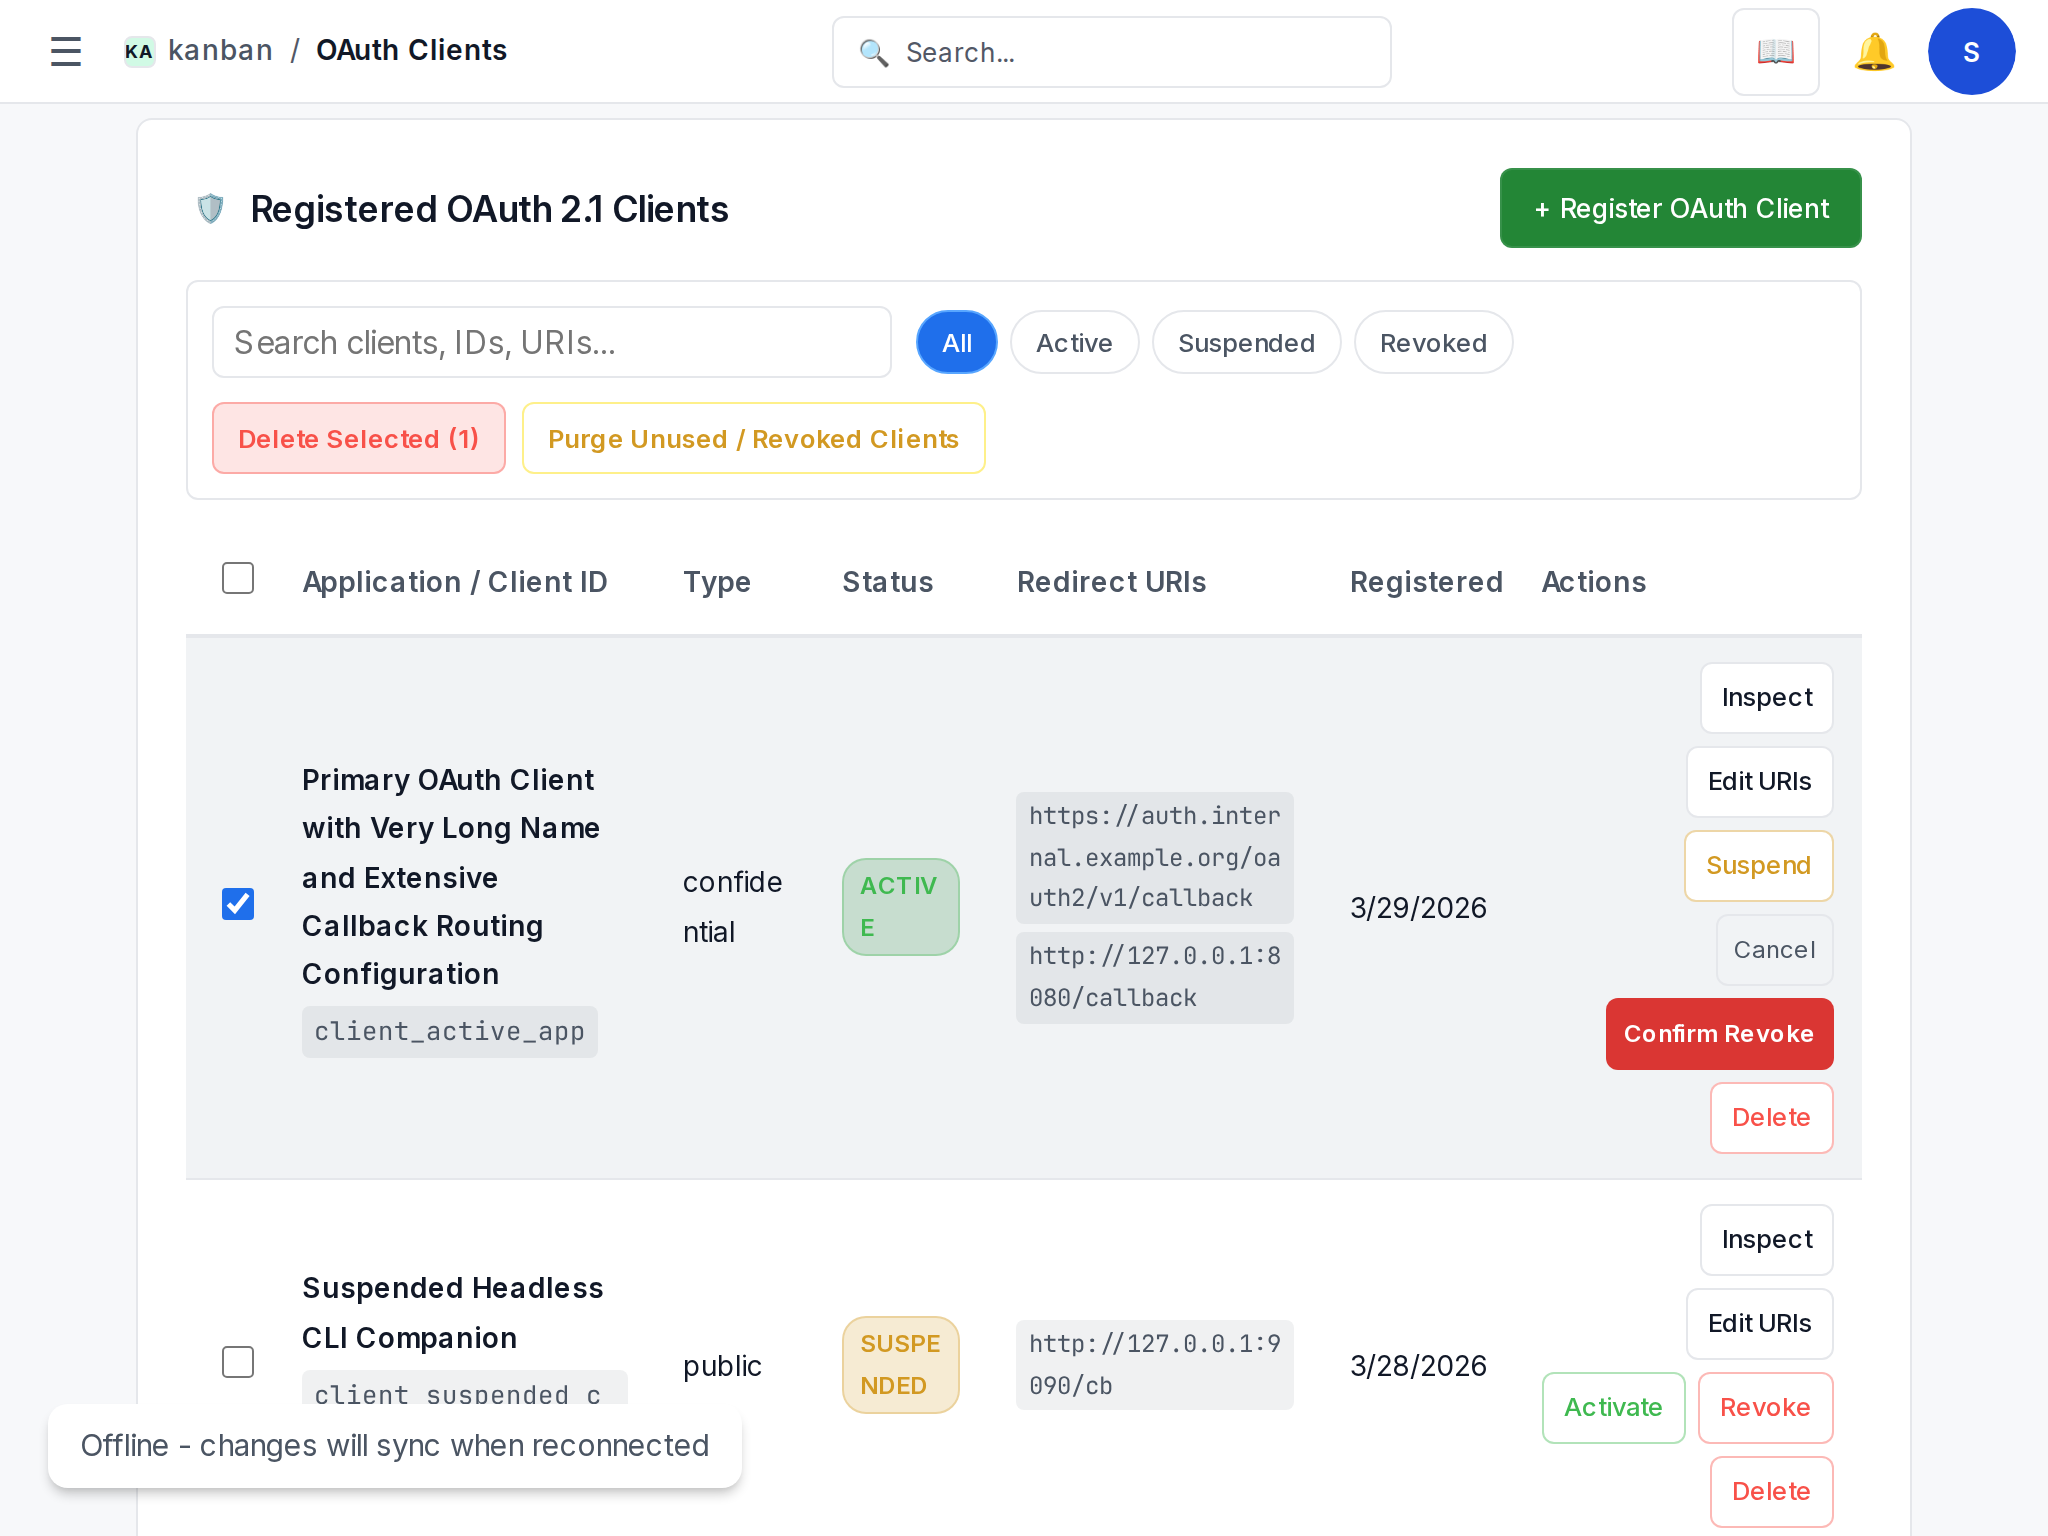 KA kanban / OAuth Clients
Search...
S
Registered OAuth 2.1 Clients
+ Register OAuth Client
Search clients, IDs, URIs...
All
Active
Suspended
Revoked
Delete Selected (1)
Purge Unused / Revoked Clients
Application / Client ID
Type
Status
Redirect URIs
Registered
Actions
Primary OAuth Client
with Very Long Name
and Extensive
Callback Routing
Configuration
client_active_app
confide
ntial
ACTIV
E
https://auth.inter
nal.example.org/oa
uth2/v1/callback
http://127.0.0.1:8
080/callback
3/29/2026
Inspect
Edit URIs
Suspend
Cancel
Confirm Revoke
Delete
Suspended Headless
CLI Companion
client_suspended_c
public
SUSPE
NDED
http://127.0.0.1:9
090/cb
3/28/2026
Inspect
Edit URIs
Activate
Revoke
Delete
Offline - changes will sync when reconnected